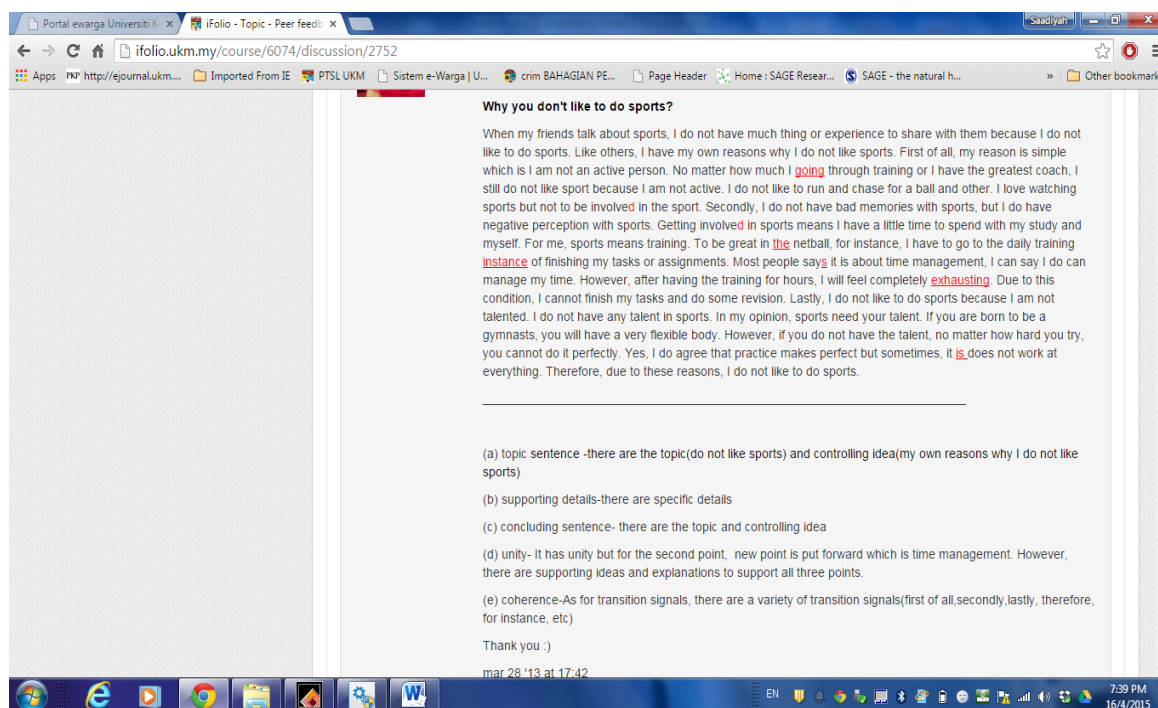 Portal ewarga Universiti K
iFolio - Topic - Peer feedb
Saadiyah
ifolio.ukm.my/course/6074/discussion/2752
Apps
PKP http://ejournal.ukm....
Imported From IE
PTSL UKM
Sistem e-Warga | U...
crim BAHAGIAN PE...
Page Header
Home : SAGE Resear...
SAGE - the natural h...
»
Other bookmark
Why you don't like to do sports?
When my friends talk about sports, I do not have much thing or experience to share with them because I do not
like to do sports. Like others, I have my own reasons why I do not like sports. First of all, my reason is simple
which is I am not an active person. No matter how much I going through training or I have the greatest coach, I
still do not like sport because I am not active. I do not like to run and chase for a ball and other. I love watching
sports but not to be involved in the sport. Secondly, I do not have bad memories with sports, but I do have
negative perception with sports. Getting involved in sports means I have a little time to spend with my study and
myself. For me, sports means training. To be great in the netball, for instance, I have to go to the daily training
instance of finishing my tasks or assignments. Most people says it is about time management, I can say I do can
manage my time. However, after having the training for hours, I will feel completely exhausting. Due to this
condition, I cannot finish my tasks and do some revision. Lastly, I do not like to do sports because I am not
talented. I do not have any talent in sports. In my opinion, sports need your talent. If you are born to be a
gymnasts, you will have a very flexible body. However, if you do not have the talent, no matter how hard you try,
you cannot do it perfectly. Yes, I do agree that practice makes perfect but sometimes, it is does not work at
everything. Therefore, due to these reasons, I do not like to do sports.
(a) topic sentence -there are the topic(do not like sports) and controlling idea(my own reasons why I do not like
sports)
(b) supporting details-there are specific details
(c) concluding sentence- there are the topic and controlling idea
(d) unity- It has unity but for the second point, new point is put forward which is time management. However,
there are supporting ideas and explanations to support all three points.
(e) coherence-As for transition signals, there are a variety of transition signals(first of all,secondly,lastly, therefore,
for instance, etc)
Thank you :)
mar 28 '13 at 17:42
EN
7:39 PM
16/4/2015